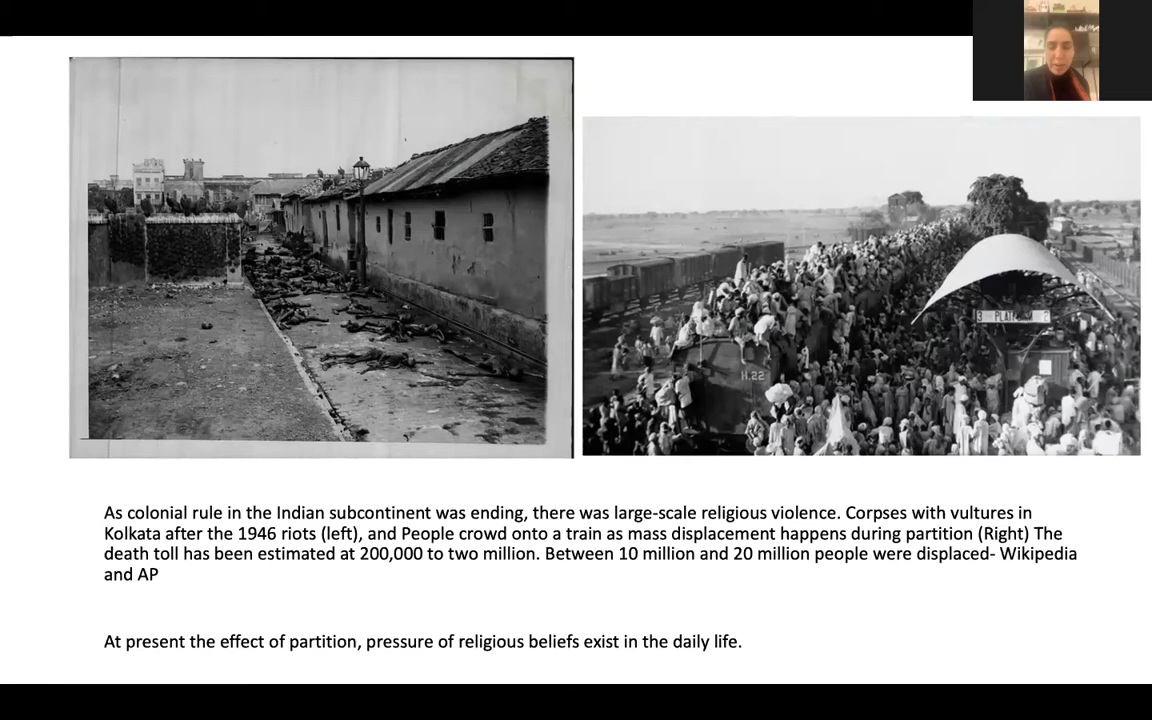 H.22
3 PLATF 2
As colonial rule in the Indian subcontinent was ending, there was large-scale religious violence. Corpses with vultures in
Kolkata after the 1946 riots (left), and People crowd onto a train as mass displacement happens during partition (Right) The
death toll has been estimated at 200,000 to two million. Between 10 million and 20 million people were displaced- Wikipedia
and AP
At present the effect of partition, pressure of religious beliefs exist in the daily life.